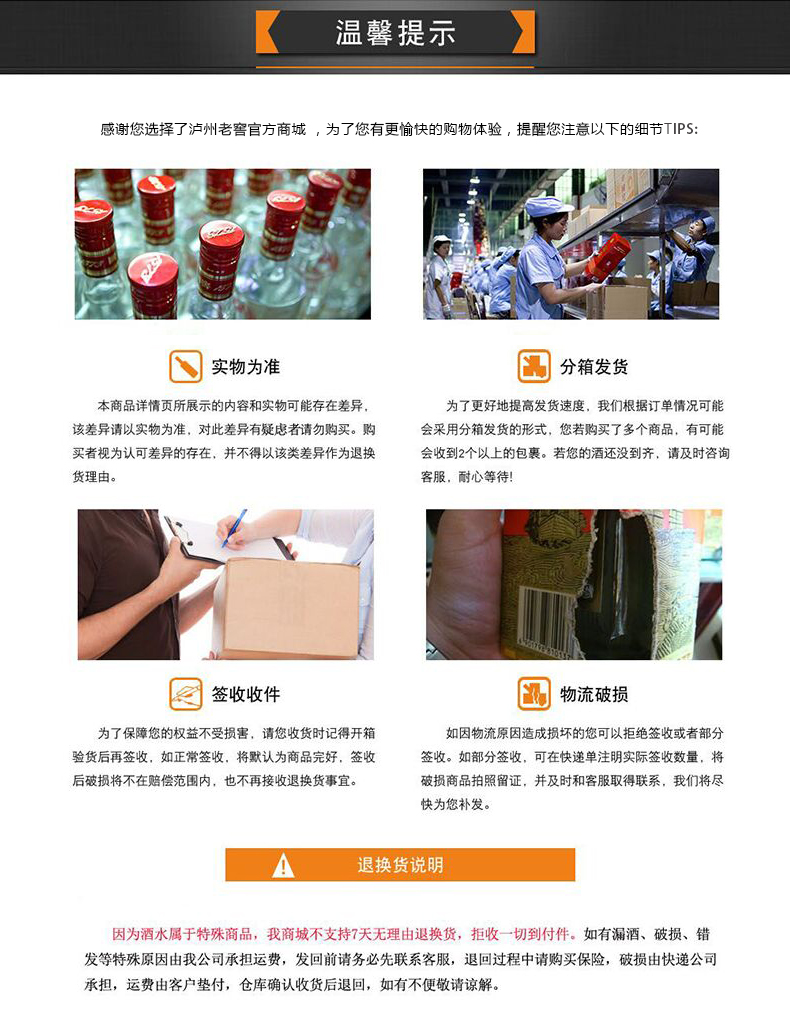 温馨提示
感谢您选择了泸州老窖官方商城 ，为了您有更愉快的购物体验，提醒您注意以下的细节TIPS:
实物为准
本商品详情页所展示的内容和实物可能存在差异，
该差异请以实物为准，对此差异有疑虑者请勿购买。购
买者视为认可差异的存在，并不得以该类差异作为退换
货理由。
分箱发货
为了更好地提高发货速度，我们根据订单情况可能
会采用分箱发货的形式，您若购买了多个商品，有可能
会收到2个以上的包裹。若您的酒还没到齐，请及时咨询
客服，耐心等待!
签收收件
为了保障您的权益不受损害，请您收货时记得开箱
验货后再签收，如正常签收，将默认为商品完好，签收
后破损将不在赔偿范围内，也不再接收退换货事宜。
物流破损
如因物流原因造成损坏的您可以拒绝签收或者部分
签收。如部分签收，可在快递单注明实际签收数量，将
破损商品拍照留证，并及时和客服取得联系，我们将尽
快为您补发。
退换货说明
因为酒水属于特殊商品，我商城不支持7天无理由退换货，拒收一切到付件。如有漏酒、破损、错
发等特殊原因由我公司承担运费，发回前请务必先联系客服，退回过程中请购买保险，破损由快递公司
承担，运费由客户垫付，仓库确认收货后退回，如有不便敬请谅解。